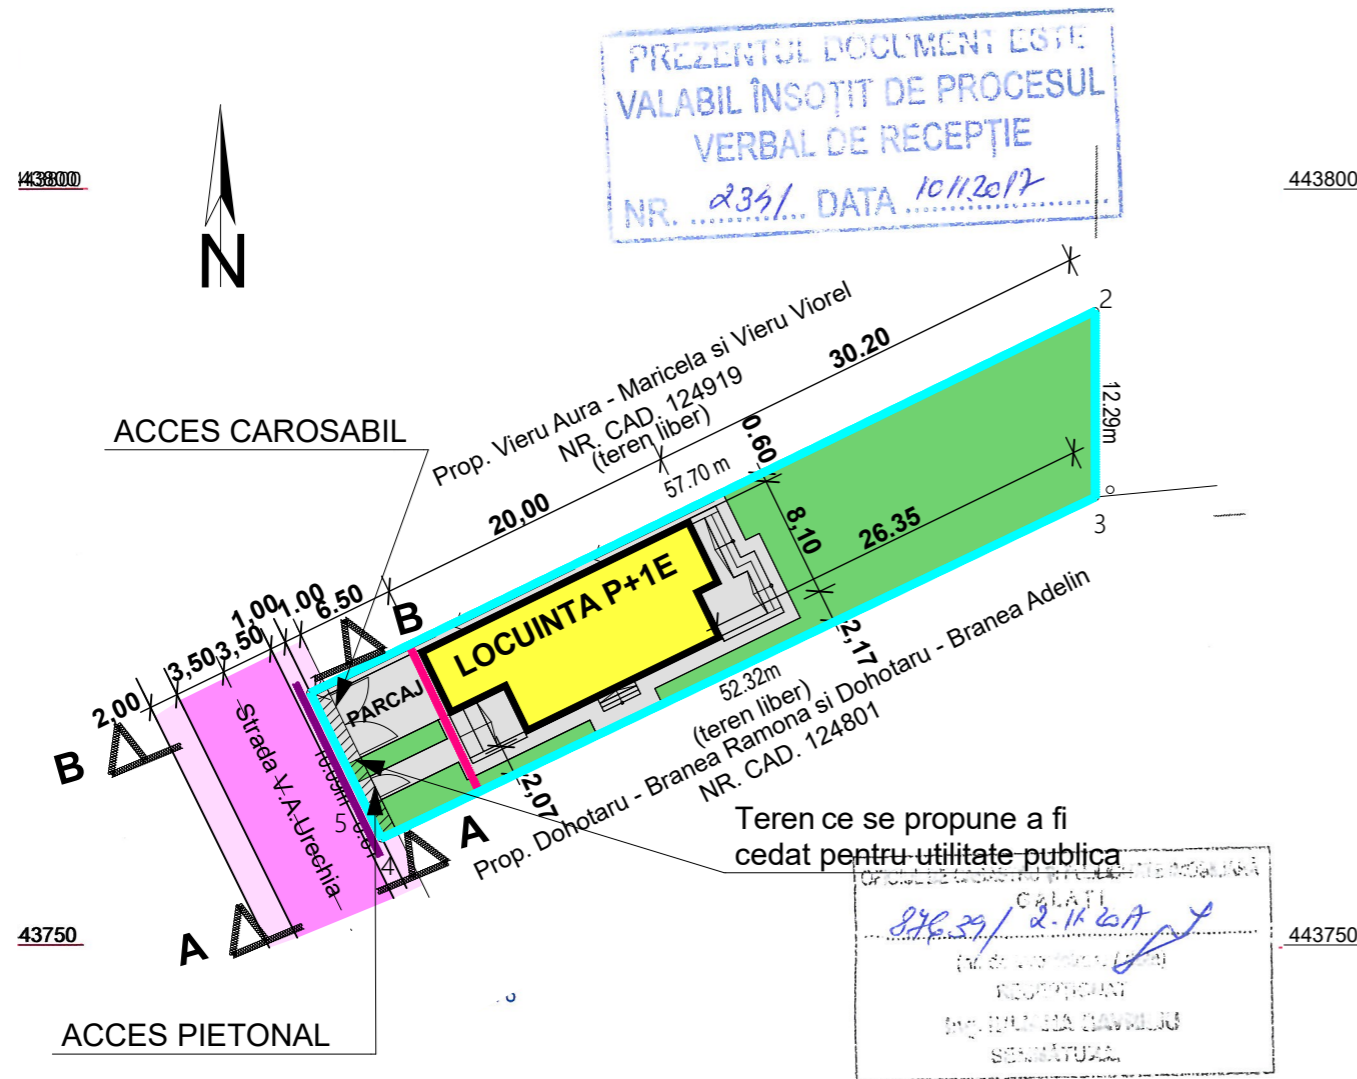 PREZENTUL DOCUMENT ESTE
VALABIL ÎNSOȚIT DE PROCESUL
VERBAL DE RECEPȚIE
NR. DATA
443800
443800
N
2
30.20
Prop. Vieru Aura - Maricela si Vieru Viorel
NR. CAD. 124919
(teren liber)
12.29m
ACCES CAROSABIL
0.60
57.70 m
20,00
8,10
26.35
3
LOCUINTA P+1E
1,00
1.00
6.50
B
3,50
3,50
2,00
2,17
PARCAJ
52.32m
(teren liber)
Prop. Dohotaru - Branea Ramona si Dohotaru - Branea Adelin
NR. CAD. 124801
Strada V.A.Urechia
B
2,07
5
4
A
Teren ce se propune a fi
cedat pentru utilitate publica
GALATI
43750
443750
A
ACCES PIETONAL